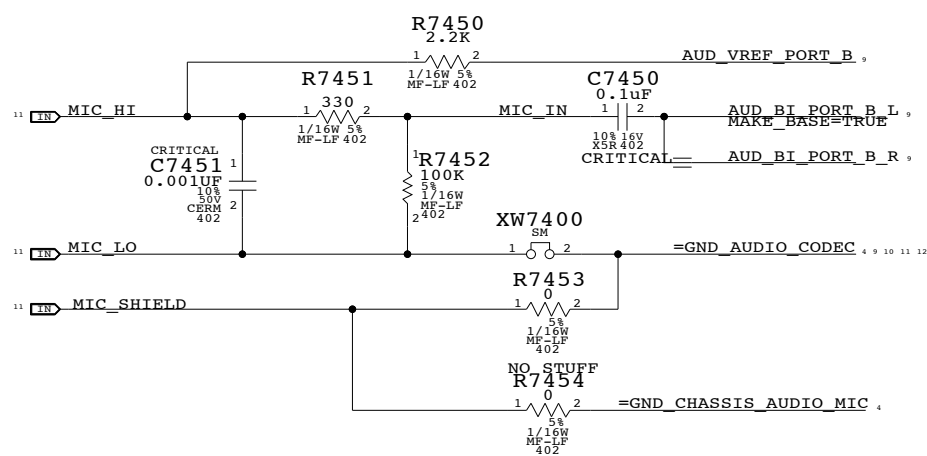 R7450
2.2K
1 2
1/16W 5%
MF-LF 402
AUD_VREF_PORT_B 9
R7451
330
1 2
1/16W 5%
MF-LF 402
C7450
0.1uF
1 2
10% 16V
X5R 402
CRITICAL
11 IN MIC_HI
MIC_IN
AUD_BI_PORT_B_L 9
MAKE_BASE=TRUE
AUD_BI_PORT_B_R 9
CRITICAL
C7451
0.001UF
10%
50V
CERM
402
1
2
1
R7452
100K
5%
1/16W
MF-LF
402
2
11 IN MIC_LO
XW7400
SM
1 2
=GND_AUDIO_CODEC 4 9 10 11 12
11 IN MIC_SHIELD
R7453
0
1 2
5%
1/16W
MF-LF
402
NO STUFF
R7454
0
1 2
5%
1/16W
MF-LF
402
=GND_CHASSIS_AUDIO_MIC 4